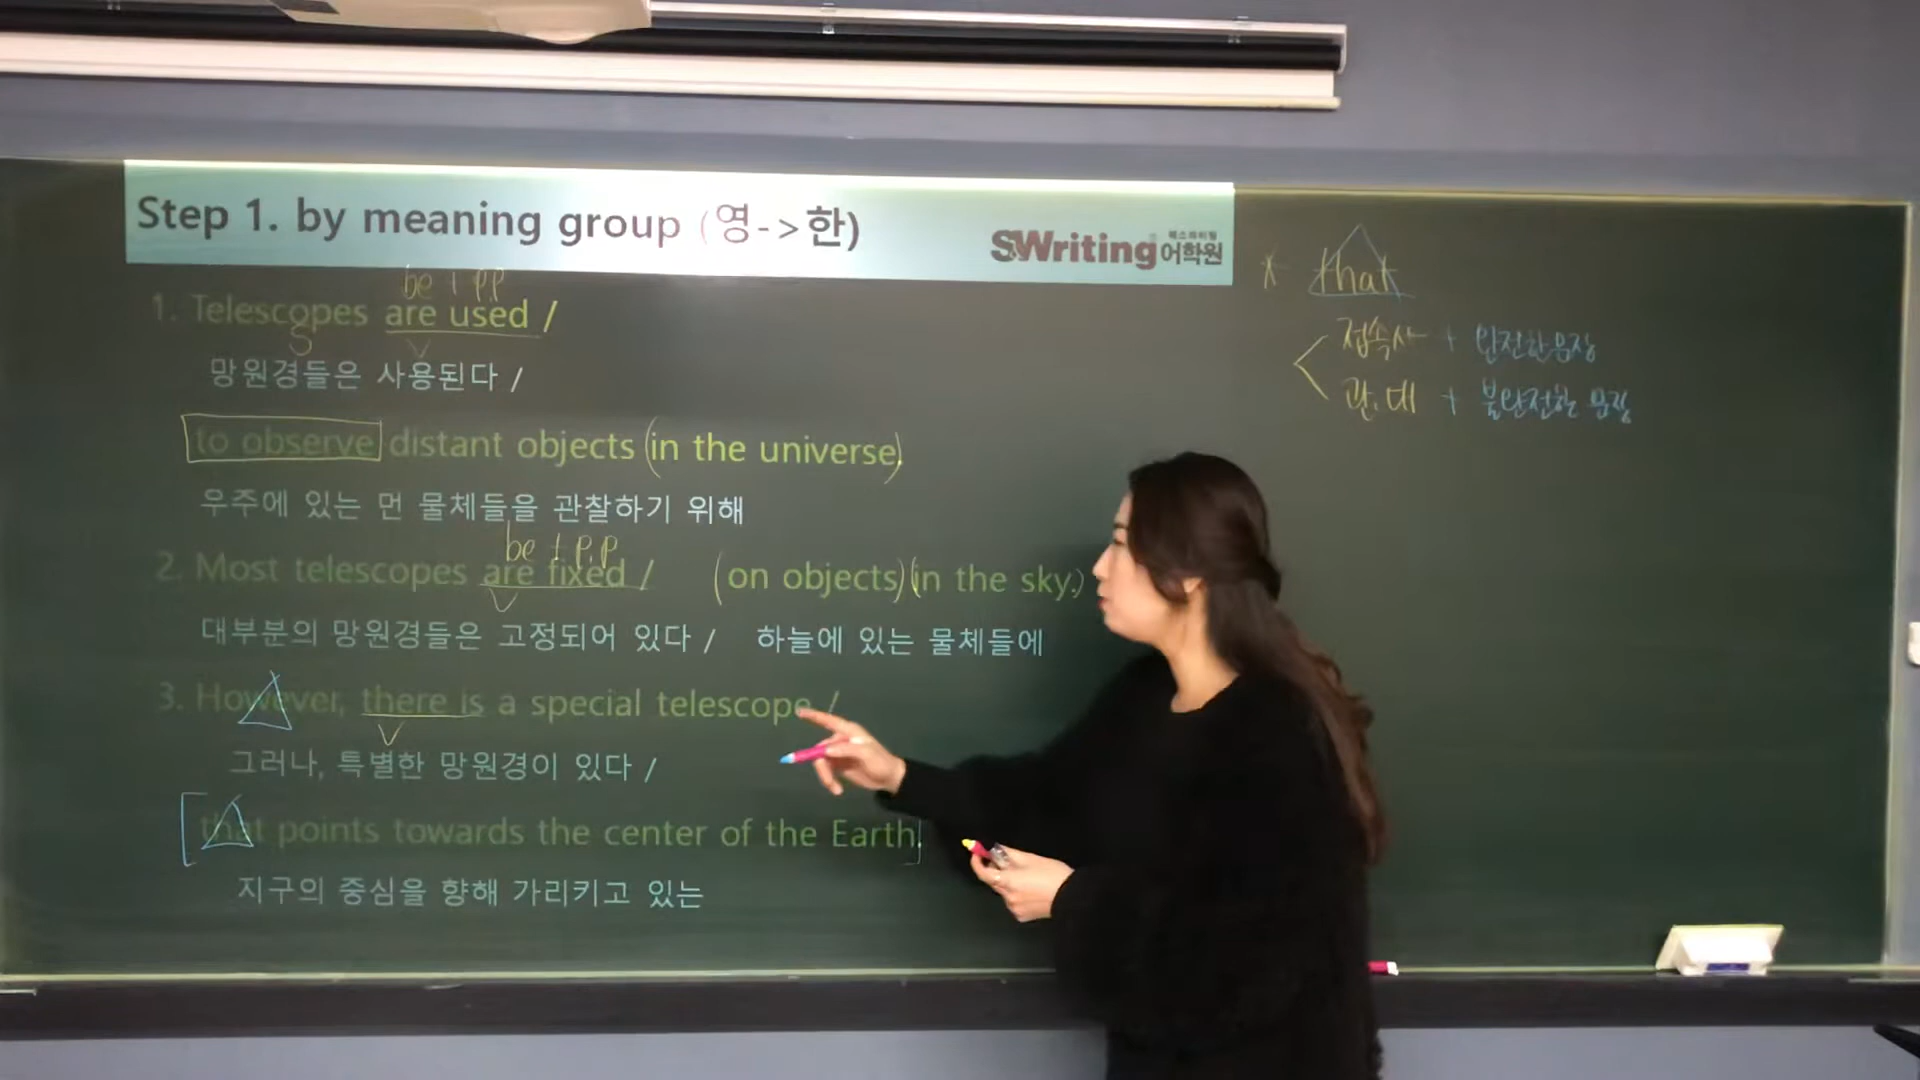 Step 1. by meaning group (영->한)
SWriting 어학원
be + p.p
1. Telescopes are used /
S
V
망원경들은 사용된다 /
to observe distant objects (in the universe).
우주에 있는 먼 물체들을 관찰하기 위해
be + p.p
2. Most telescopes are fixed / (on objects) (in the sky.)
V
대부분의 망원경들은 고정되어 있다 / 하늘에 있는 물체들에
3. However, there is a special telescope /
V
그러나, 특별한 망원경이 있다 /
[that points towards the center of the Earth.]
지구의 중심을 향해 가리키고 있는
* that
접속사 + 완전한 문장
관.대 + 불완전한 문장